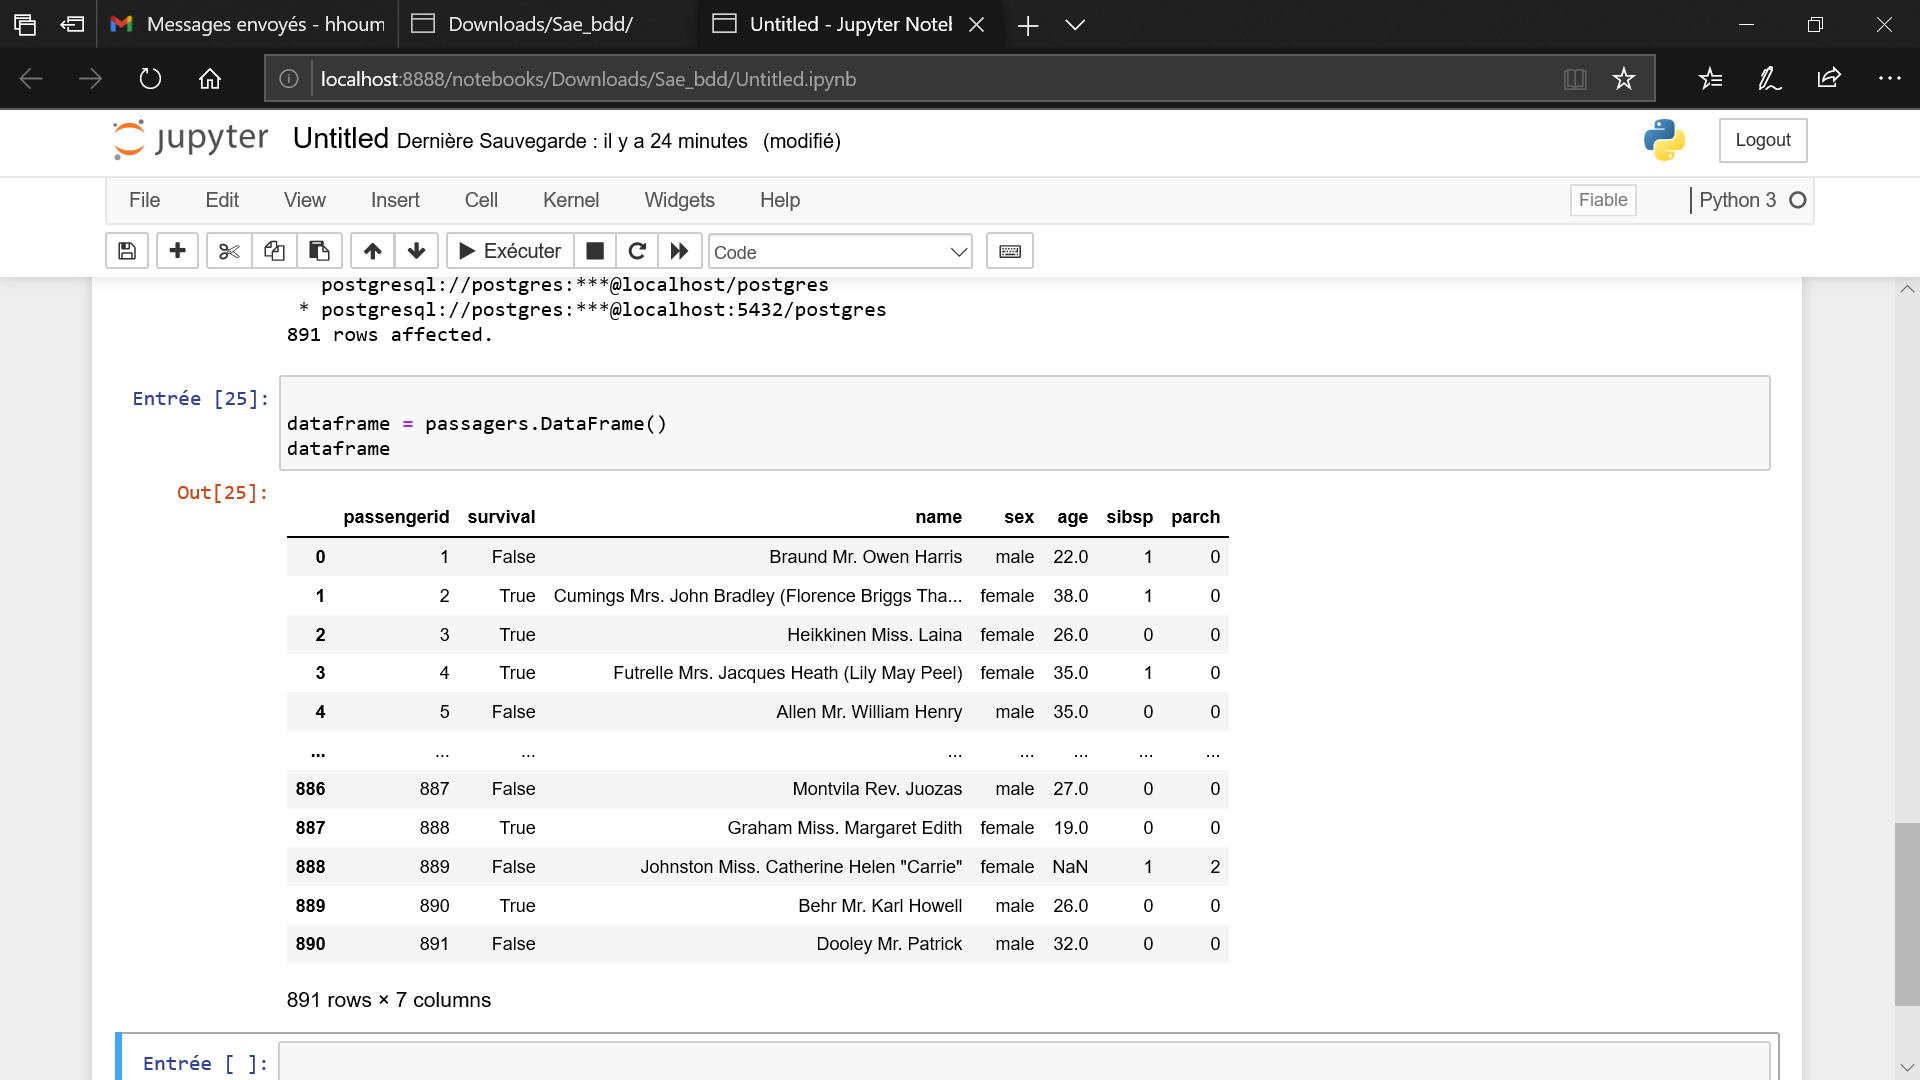 Messages envoyés - hhoum
Downloads/Sae_bdd/
Untitled - Jupyter Notel
localhost:8888/notebooks/Downloads/Sae_bdd/Untitled.ipynb
jupyter Untitled Dernière Sauvegarde : il y a 24 minutes (modifié)
Logout
File Edit View Insert Cell Kernel Widgets Help
Fiable
Python 3
Exécuter
Code
postgresql://postgres:***@localhost/postgres
* postgresql://postgres:***@localhost:5432/postgres
891 rows affected.
Entrée [25]:
dataframe = passagers.DataFrame()
dataframe
Out[25]:
passengerid survival name sex age sibsp parch
0 1 False Braund Mr. Owen Harris male 22.0 1 0
1 2 True Cumings Mrs. John Bradley (Florence Briggs Tha... female 38.0 1 0
2 3 True Heikkinen Miss. Laina female 26.0 0 0
3 4 True Futrelle Mrs. Jacques Heath (Lily May Peel) female 35.0 1 0
4 5 False Allen Mr. William Henry male 35.0 0 0
... ... ... ... ... ... ... ...
886 887 False Montvila Rev. Juozas male 27.0 0 0
887 888 True Graham Miss. Margaret Edith female 19.0 0 0
888 889 False Johnston Miss. Catherine Helen "Carrie" female NaN 1 2
889 890 True Behr Mr. Karl Howell male 26.0 0 0
890 891 False Dooley Mr. Patrick male 32.0 0 0
891 rows × 7 columns
Entrée [ ]: